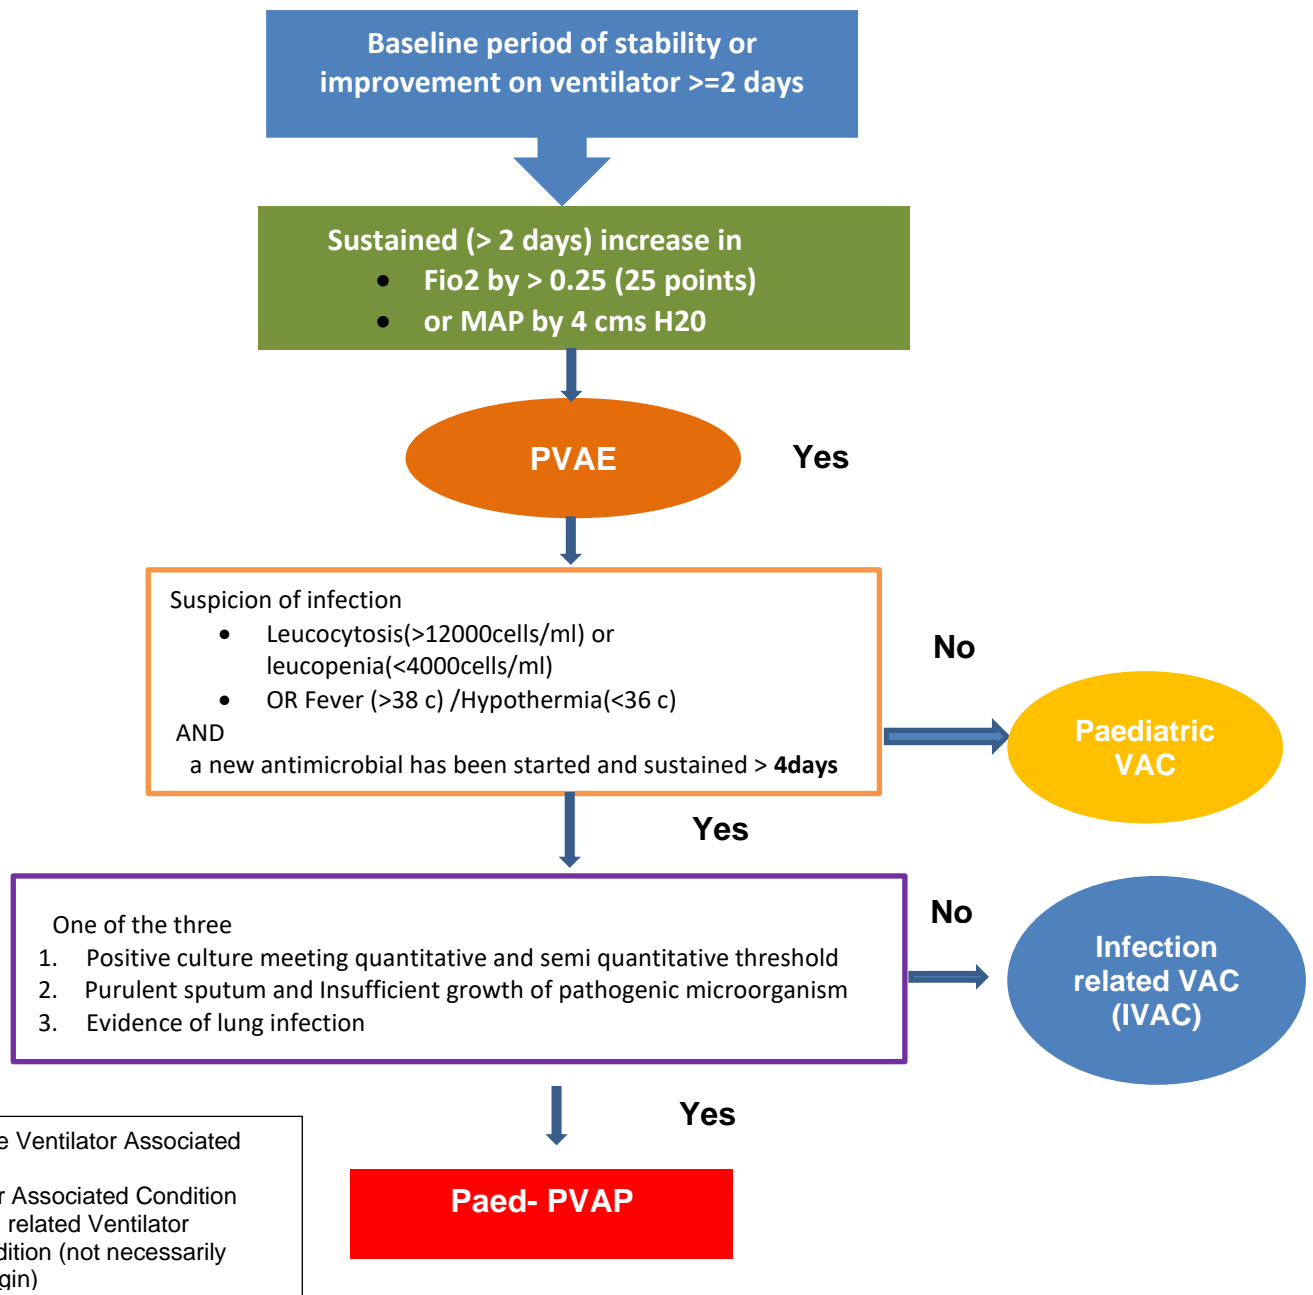 Baseline period of stability or
improvement on ventilator >=2 days
Sustained (> 2 days) increase in
• Fio2 by > 0.25 (25 points)
• or MAP by 4 cms H20
PVAE
Yes
Suspicion of infection
• Leucocytosis(>12000cells/ml) or
leucopenia(<4000cells/ml)
• OR Fever (>38 c) /Hypothermia(<36 c)
AND
a new antimicrobial has been started and sustained > 4days
No
Paediatric
VAC
Yes
One of the three
1. Positive culture meeting quantitative and semi quantitative threshold
2. Purulent sputum and Insufficient growth of pathogenic microorganism
3. Evidence of lung infection
No
Infection
related VAC
(IVAC)
Yes
Paed- PVAP
Ventilator Associated
Associated Condition
related Ventilator
(not necessarily